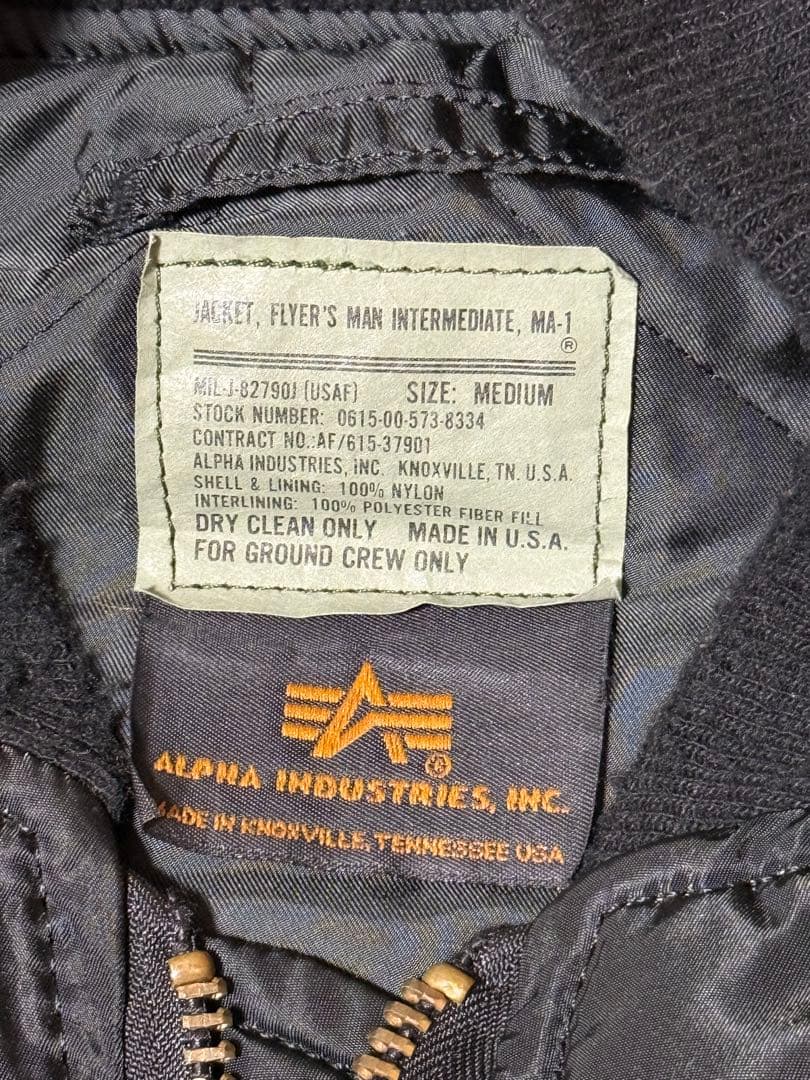 JACKET, FLYER'S MAN INTERMEDIATE, MA-1
®
MIL-J-82790J (USAF) SIZE: MEDIUM
STOCK NUMBER: 0615-00-573-8334
CONTRACT NO.:AF/615-37901
ALPHA INDUSTRIES, INC. KNOXVILLE, TN. U.S.A.
SHELL & LINING: 100% NYLON
INTERLINING: 100% POLYESTER FIBER FILL
DRY CLEAN ONLY MADE IN U.S.A.
FOR GROUND CREW ONLY
®
ALPHA INDUSTRIES, INC.
MADE IN KNOXVILLE, TENNESSEE USA